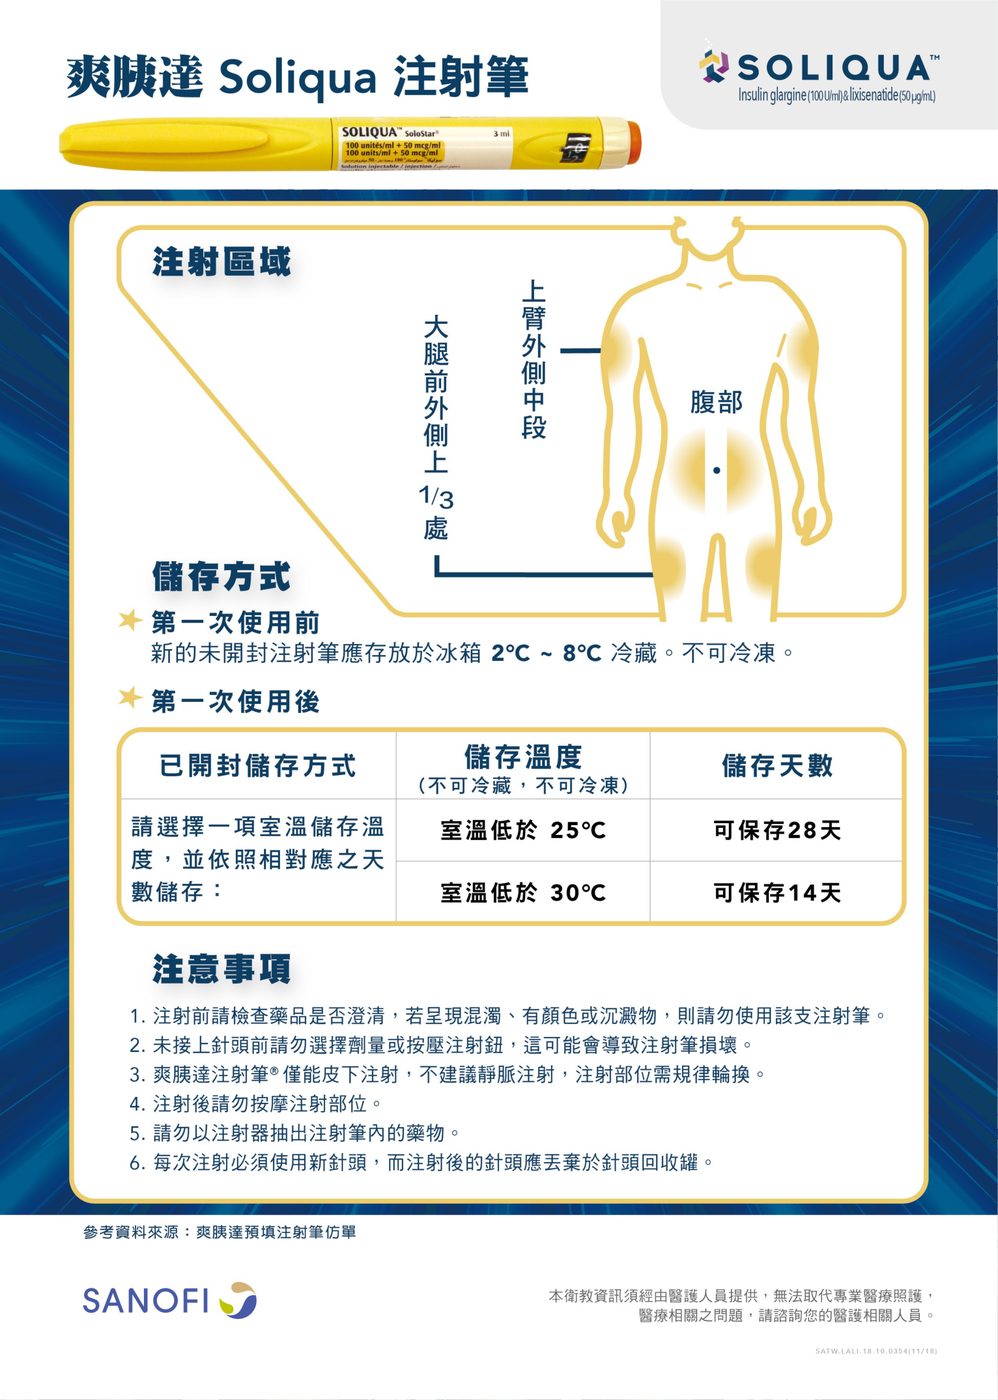 爽胰達 Soliqua 注射筆
SOLIQUA™
Insulin glargine (100 U/ml) & lixisenatide (50 μg/mL)
SOLIQUA™ SoloStar®
3 ml
100 unités/ml + 50 mcg/ml
100 units/ml + 50 mcg/ml
Solution injectable / injection
注射區域
上臂外側中段
大腿前外側上1/3處
腹部
儲存方式
第一次使用前
新的未開封注射筆應存放於冰箱 2°C ~ 8°C 冷藏。不可冷凍。
第一次使用後
已開封儲存方式
儲存溫度
(不可冷藏，不可冷凍)
儲存天數
請選擇一項室溫儲存溫
度，並依照相對應之天
數儲存：
室溫低於 25°C
可保存28天
室溫低於 30°C
可保存14天
注意事項
1. 注射前請檢查藥品是否澄清，若呈現混濁、有顏色或沉澱物，則請勿使用該支注射筆。
2. 未接上針頭前請勿選擇劑量或按壓注射鈕，這可能會導致注射筆損壞。
3. 爽胰達注射筆®僅能皮下注射，不建議靜脈注射，注射部位需規律輪換。
4. 注射後請勿按摩注射部位。
5. 請勿以注射器抽出注射筆內的藥物。
6. 每次注射必須使用新針頭，而注射後的針頭應丟棄於針頭回收罐。
參考資料來源：爽胰達預填注射筆仿單
SANOFI
本衛教資訊須經由醫護人員提供，無法取代專業醫療照護，
醫療相關之問題，請諮詢您的醫護相關人員。
SATW.LALI.18.10.0354(11/18)